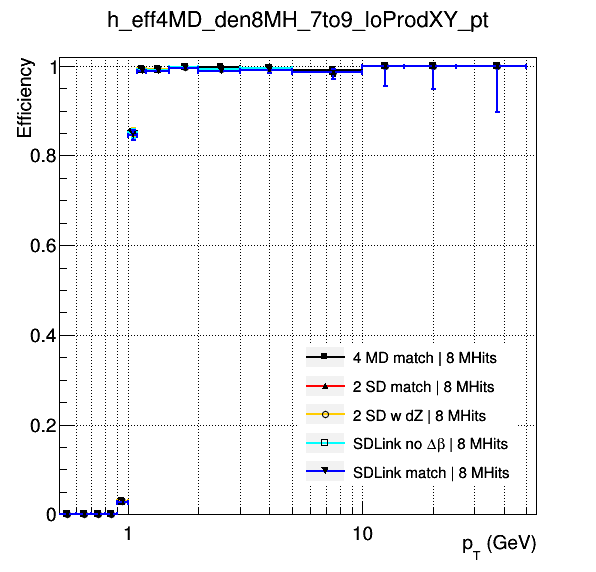 h_eff4MD_den8MH_7to9_loProdXY_pt
Efficiency
1
0.8
0.6
0.4
0.2
0
4 MD match | 8 MHits
2 SD match | 8 MHits
2 SD w dZ | 8 MHits
SDLink no Δβ | 8 MHits
SDLink match | 8 MHits
1 10
p_T (GeV)